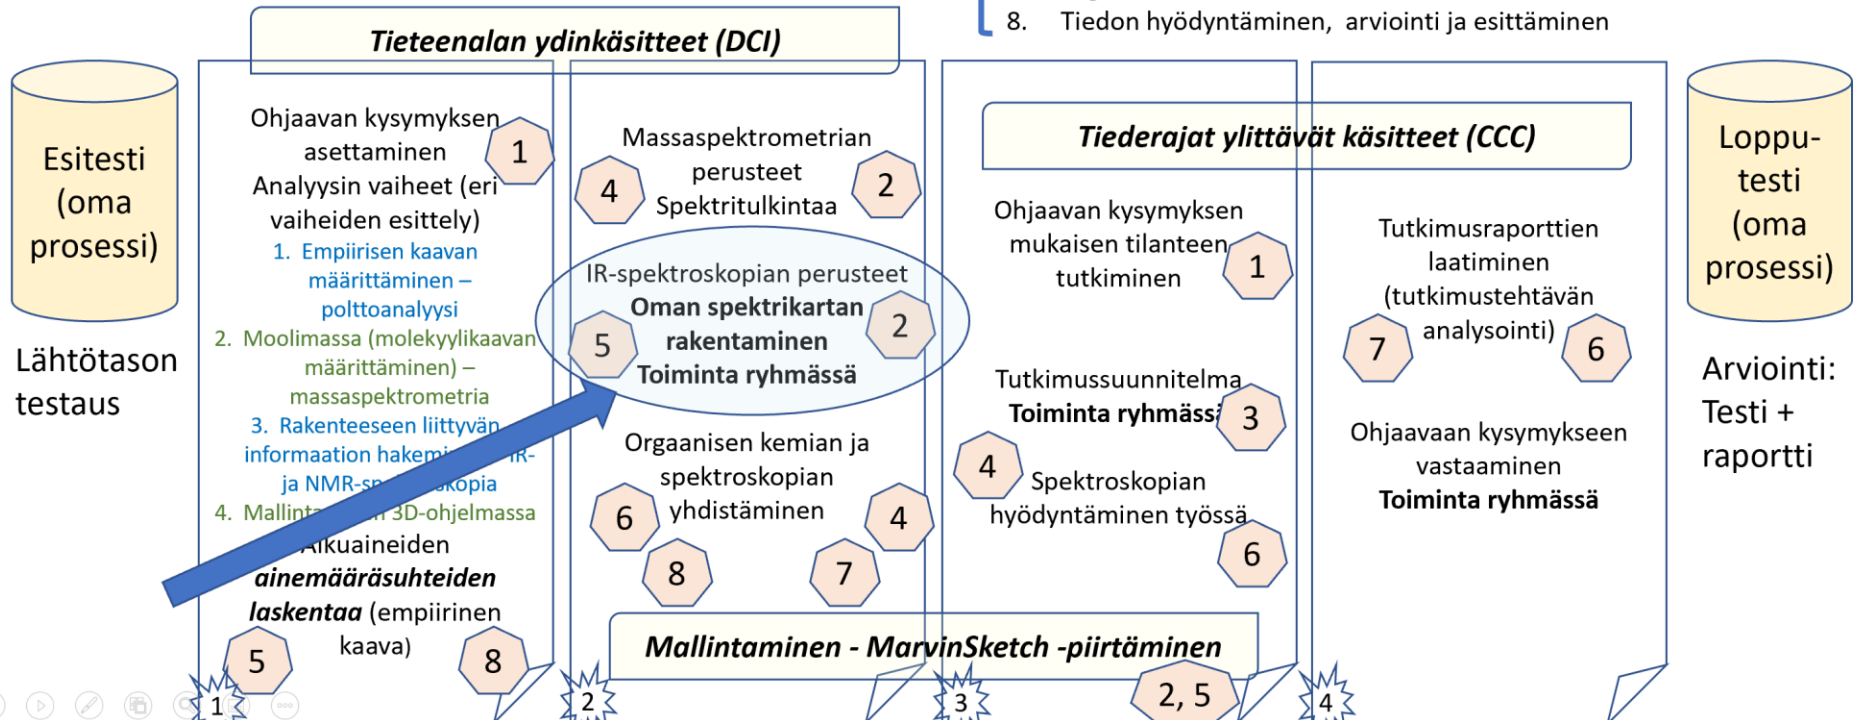 8. Tiedon hyödyntäminen, arviointi ja esittäminen
Tieteenalan ydinkäsitteet (DCI)
Esitesti
(oma
prosessi)
Lähtötason
testaus
Ohjaavan kysymyksen
asettaminen
1
Analyysin vaiheet (eri
vaiheiden esittely)
1. Empiirisen kaavan
määrittäminen –
polttoanalyysi
2. Moolimassa (molekyylikaavan
määrittäminen) –
massaspektrometria
3. Rakenteeseen liittyvän
informaation IR-
ja
4. 3D-ohjelmassa
Alkuaineiden
ainemääräsuhteiden
laskentaa (empiirinen
kaava)
5
8
1
Massaspektrometrian
perusteet
Spektritulkintaa
4
2
IR-spektroskopian perusteet
Oman spektrikartan
rakentaminen
Toiminta ryhmässä
5
2
Orgaanisen kemian ja
spektroskopian
yhdistäminen
6
4
8
7
2
Tiederajat ylittävät käsitteet (CCC)
Ohjaavan kysymyksen
mukaisen tilanteen
tutkiminen
1
Tutkimussuunnitelma
Toiminta ryhmässä
3
4
Spektroskopian
hyödyntäminen työssä
6
Mallintaminen - MarvinSketch -piirtäminen
2, 5
3
Tutkimusraporttien
laatiminen
(tutkimustehtävän
analysointi)
7
6
Ohjaavaan kysymykseen
vastaaminen
Toiminta ryhmässä
4
Loppu-
testi
(oma
prosessi)
Arviointi:
Testi +
raportti